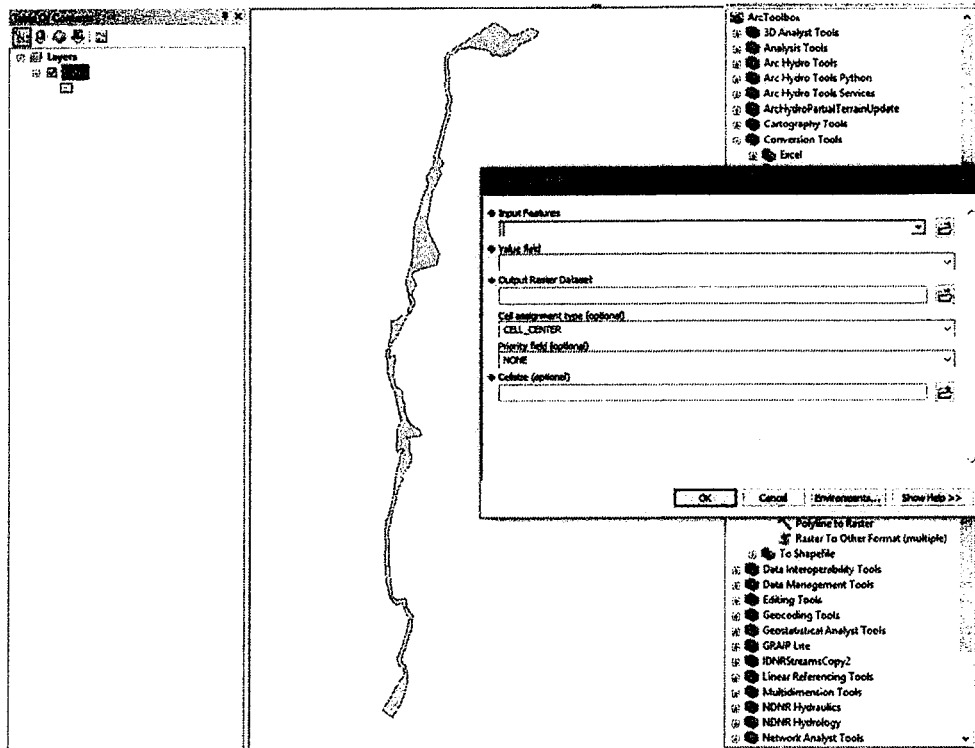 Table Of Contents
Layers
ArcToolbox
3D Analyst Tools
Analysis Tools
Arc Hydro Tools
Arc Hydro Tools Python
Arc Hydro Tools Services
ArcHydroPartialTerrainUpdate
Cartography Tools
Conversion Tools
Excel
Input Features
Value field
Output Raster Dataset
Cell assignment type (optional)
CELL_CENTER
Priority field (optional)
NONE
Cellsize (optional)
OK
Cancel
Environments...
Show Help >>
Polyline to Raster
Raster To Other Format (multiple)
To Shapefile
Data Interoperability Tools
Data Management Tools
Editing Tools
Geocoding Tools
Geostatistical Analyst Tools
GRAIP Lite
IDNRStreamsCopy2
Linear Referencing Tools
Multidimension Tools
NDNR Hydraulics
NDNR Hydrology
Network Analyst Tools